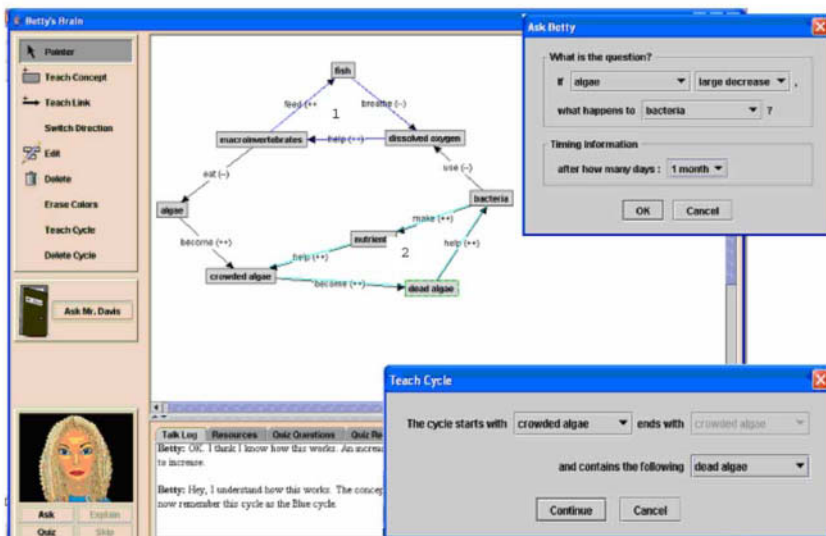 Betty's Brain
Pointer
Teach Concept
Teach Link
Switch Direction
Edit
Delete
Erase Colors
Teach Cycle
Delete Cycle
Ask Mr. Davis
Ask
Explain
Quiz
Skip
fish
feed (++
1
breathe (--)
macroinvertebrates
help (++)
dissolved oxygen
eat (--)
use (--)
algae
bacteria
make (++)
become (++)
nutrient
2
help (++)
help (++)
crowded algae
become (++)
dead algae
Talk Log
Resources
Quiz Questions
Quiz Re
Betty: OK. I think I know how this works. An increas
to increase.
Betty: Hey, I understand how this works. The concep
now remember this cycle as the Blue cycle.
Ask Betty
What is the question?
If algae large decrease ,
what happens to bacteria ?
Timing information
after how many days : 1 month
OK Cancel
Teach Cycle
The cycle starts with crowded algae ends with crowded algae
and contains the following dead algae
Continue Cancel